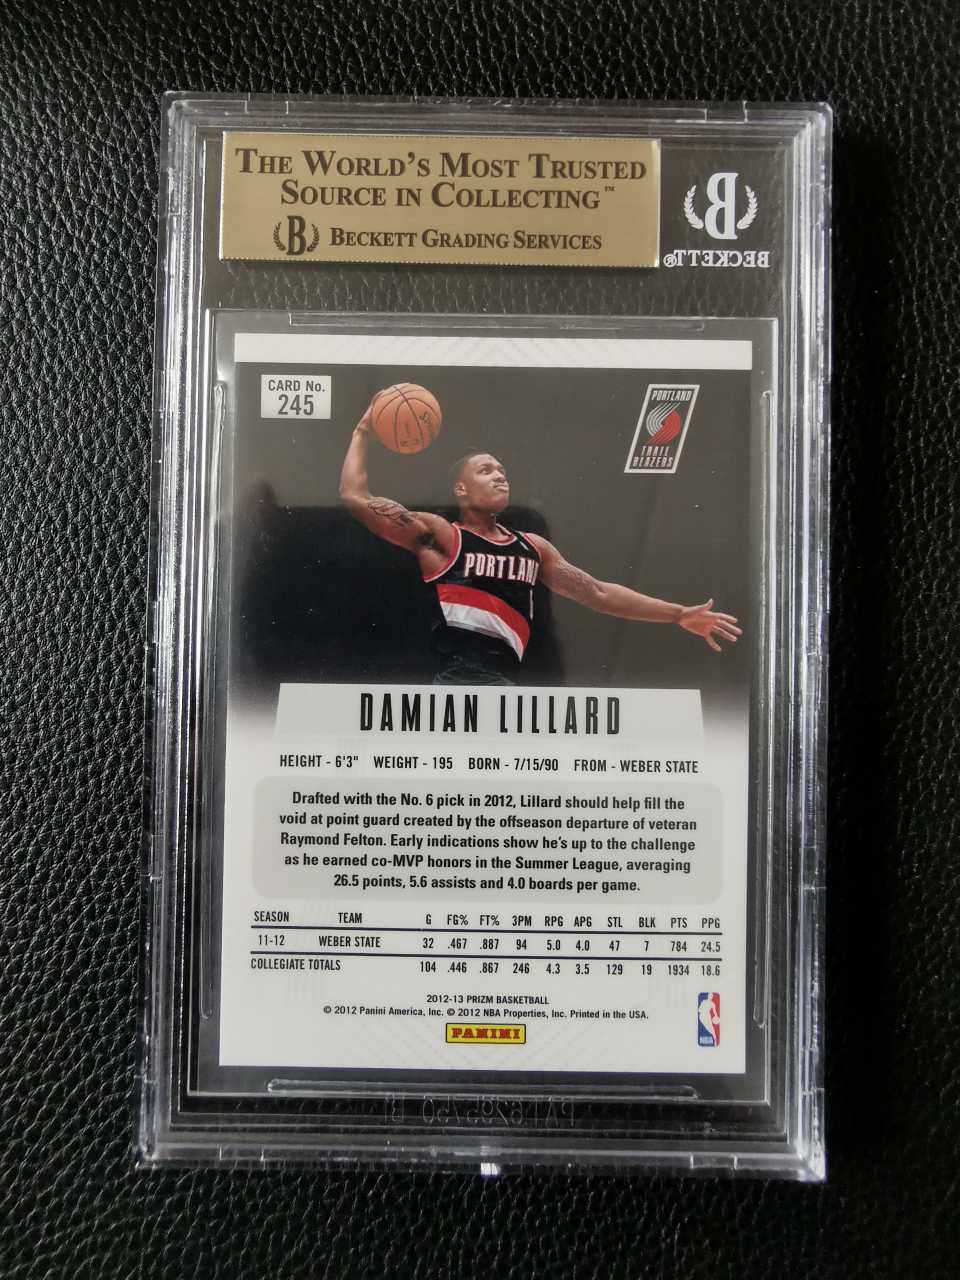 THE WORLD'S MOST TRUSTED
SOURCE IN COLLECTING™
B BECKETT GRADING SERVICES
B
BECKETT®
CARD No.
245
PORTLAND
TRAIL
BLAZERS
PORTLAN
DAMIAN LILLARD
HEIGHT - 6'3" WEIGHT - 195 BORN - 7/15/90 FROM - WEBER STATE
Drafted with the No. 6 pick in 2012, Lillard should help fill the
void at point guard created by the offseason departure of veteran
Raymond Felton. Early indications show he's up to the challenge
as he earned co-MVP honors in the Summer League, averaging
26.5 points, 5.6 assists and 4.0 boards per game.
SEASON TEAM G FG% FT% 3PM RPG APG STL BLK PTS PPG
11-12 WEBER STATE 32 .467 .887 94 5.0 4.0 47 7 784 24.5
COLLEGIATE TOTALS 104 .446 .867 246 4.3 3.5 129 19 1934 18.6
2012-13 PRIZM BASKETBALL
© 2012 Panini America, Inc. © 2012 NBA Properties, Inc. Printed in the USA.
PANINI
NBA